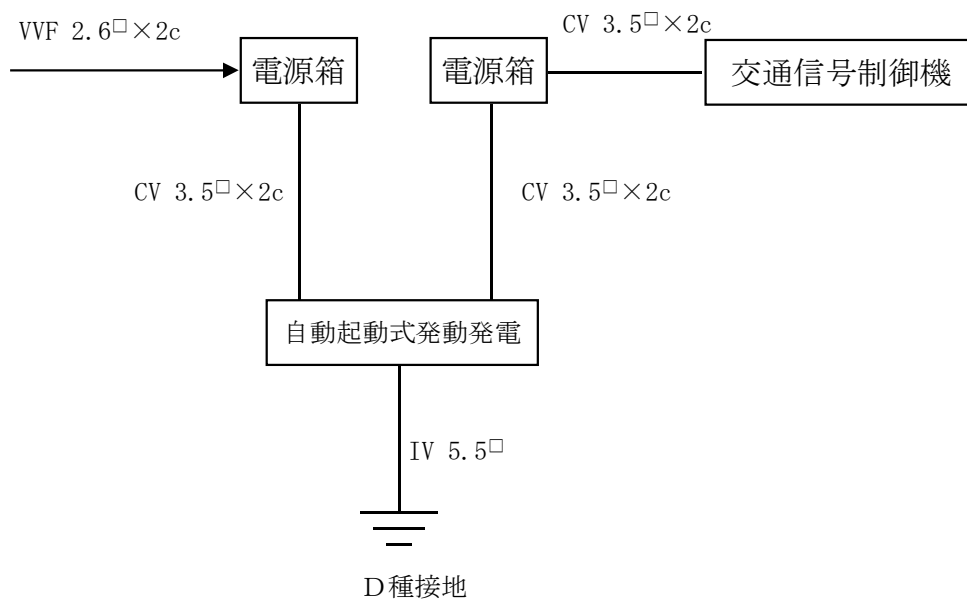 VVF 2.6□×2c
CV 3.5□×2c
電源箱
電源箱
交通信号制御機
CV 3.5□×2c
CV 3.5□×2c
自動起動式発動発電
IV 5.5□
D種接地